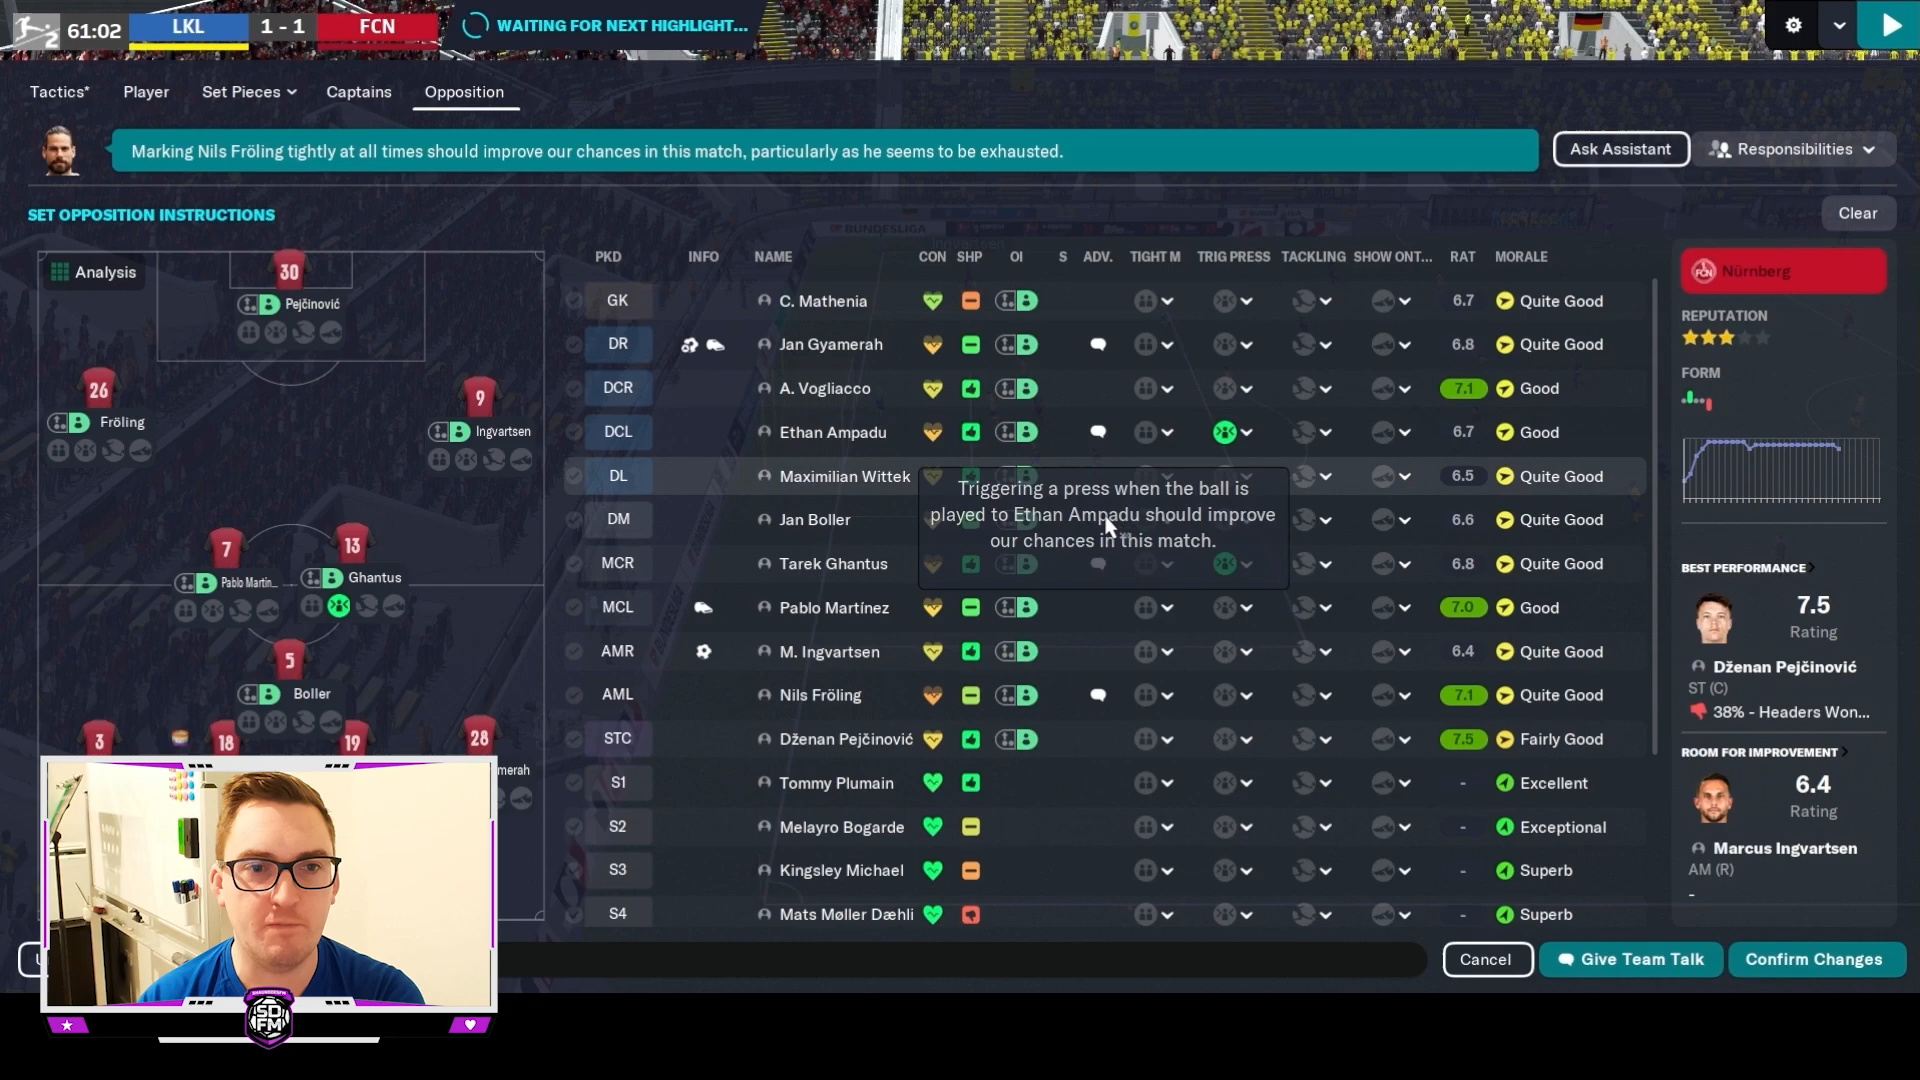 2 61:02 LKL 1 - 1 FCN WAITING FOR NEXT HIGHLIGHT...
Tactics* Player Set Pieces Captains Opposition
Marking Nils Fröling tightly at all times should improve our chances in this match, particularly as he seems to be exhausted.
Ask Assistant Responsibilities
SET OPPOSITION INSTRUCTIONS
Clear
Analysis
30
Pejčinović
26
Fröling
9
Ingvartsen
7
Pablo Martín...
13
Ghantus
5
Boller
3 18 19 28
merah
PKD INFO NAME CON SHP OI S ADV. TIGHT M TRIG PRESS TACKLING SHOW ONT... RAT MORALE
GK C. Mathenia 6.7 Quite Good
DR Jan Gyamerah 6.8 Quite Good
DCR A. Vogliacco 7.1 Good
DCL Ethan Ampadu 6.7 Good
DL Maximilian Wittek 6.5 Quite Good
DM Jan Boller 6.6 Quite Good
MCR Tarek Ghantus 6.8 Quite Good
MCL Pablo Martínez 7.0 Good
AMR M. Ingvartsen 6.4 Quite Good
AML Nils Fröling 7.1 Quite Good
STC Dženan Pejčinović 7.5 Fairly Good
S1 Tommy Plumain - Excellent
S2 Melayro Bogarde - Exceptional
S3 Kingsley Michael - Superb
S4 Mats Møller Dæhli - Superb
Triggering a press when the ball is
played to Ethan Ampadu should improve
our chances in this match.
Nürnberg
REPUTATION
FORM
BEST PERFORMANCE
7.5
Rating
Dženan Pejčinović
ST (C)
38% - Headers Won...
ROOM FOR IMPROVEMENT
6.4
Rating
Marcus Ingvartsen
AM (R)
-
Cancel Give Team Talk Confirm Changes
SD
FM